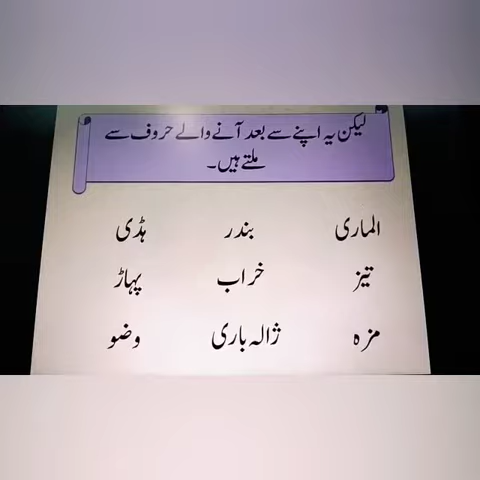 لیکن یہ اپنے سے بعد آنے والے حروف سے
ملتے ہیں۔
الماری بندر ہڈی
تیز خراب پہاڑ
مزہ ژالہ باری وضو